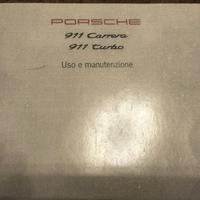 PORSCHE
911 Carrera
911 turbo
Uso e manutenzione